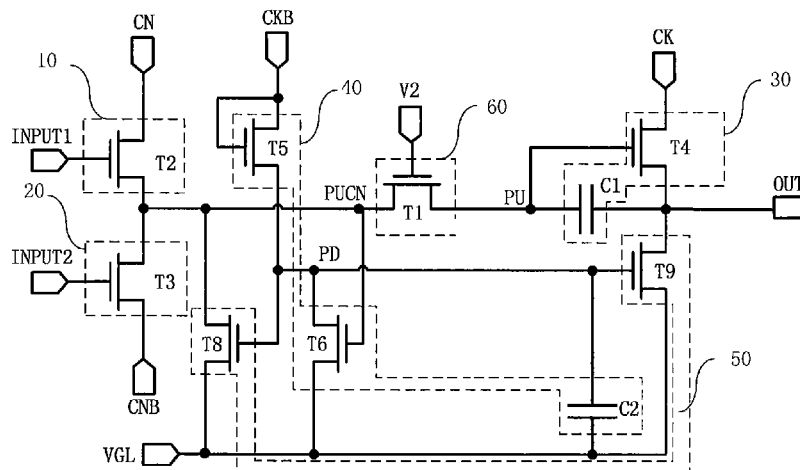 CN
CKB
CK
10
40
V2
60
30
INPUT1
T2
T5
T4
C1
PUCN
T1
PU
OUT
20
INPUT2
T3
PD
T9
T8
T6
50
CNB
C2
VGL